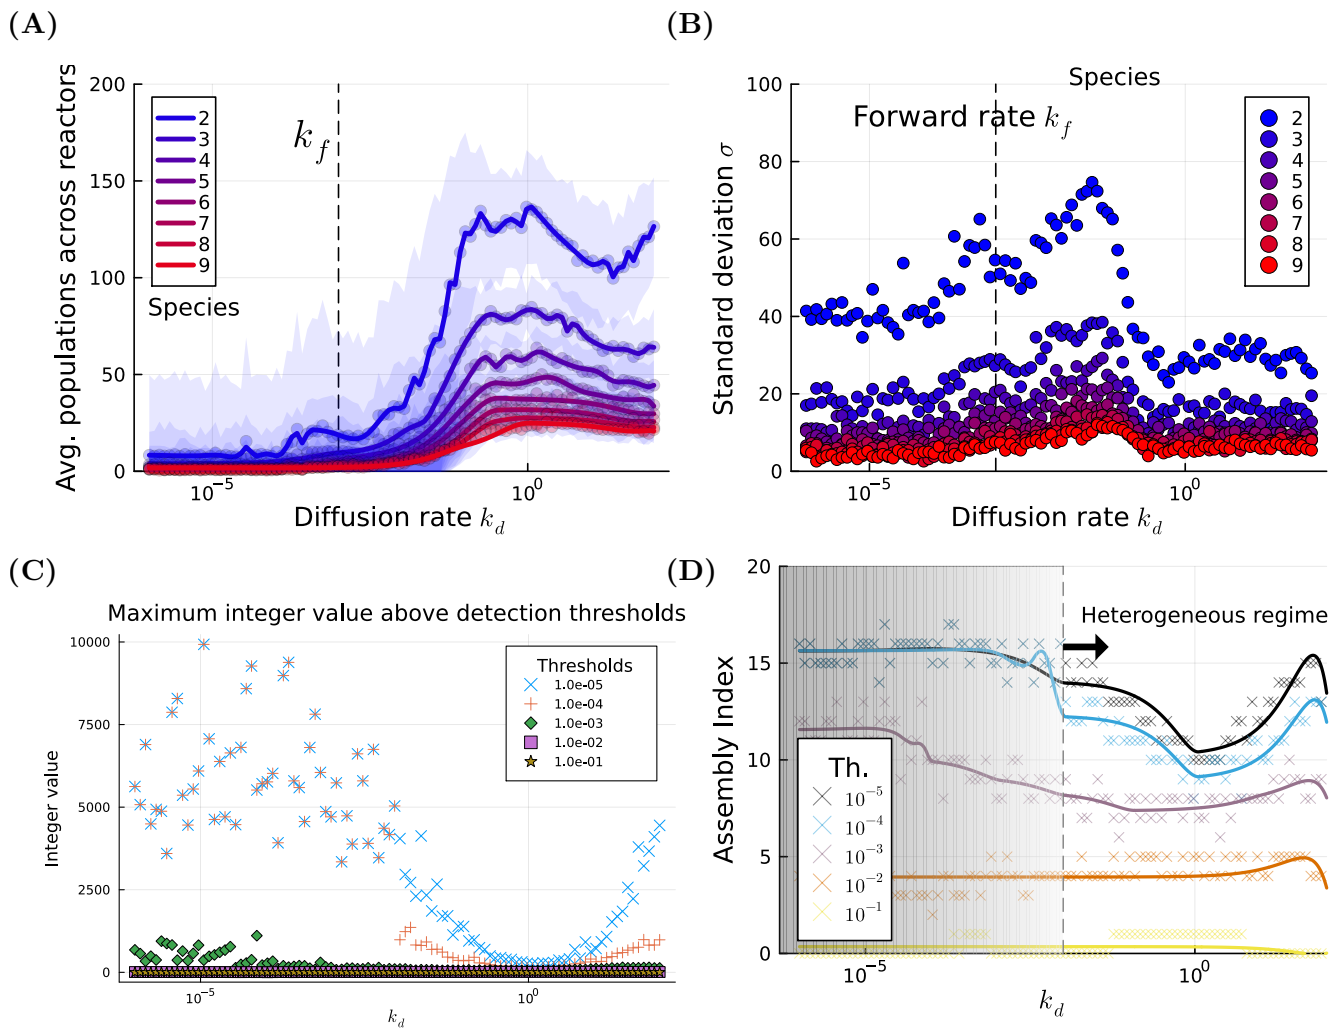 (A)
Avg. populations across reactors
200
150
100
50
0
2
3
4
5
6
7
8
9
Species
k_f
10^{-5}
10^{0}
Diffusion rate k_d
(B)
Standard deviation σ
100
80
60
40
20
0
Species
Forward rate k_f
2
3
4
5
6
7
8
9
10^{-5}
10^{0}
Diffusion rate k_d
(C)
Maximum integer value above detection thresholds
Integer value
10000
7500
5000
2500
0
Thresholds
1.0e-05
1.0e-04
1.0e-03
1.0e-02
1.0e-01
10^{-5}
10^{0}
k_d
(D)
Assembly Index
20
15
10
5
0
Heterogeneous regime
Th.
10^{-5}
10^{-4}
10^{-3}
10^{-2}
10^{-1}
10^{-5}
10^{0}
k_d